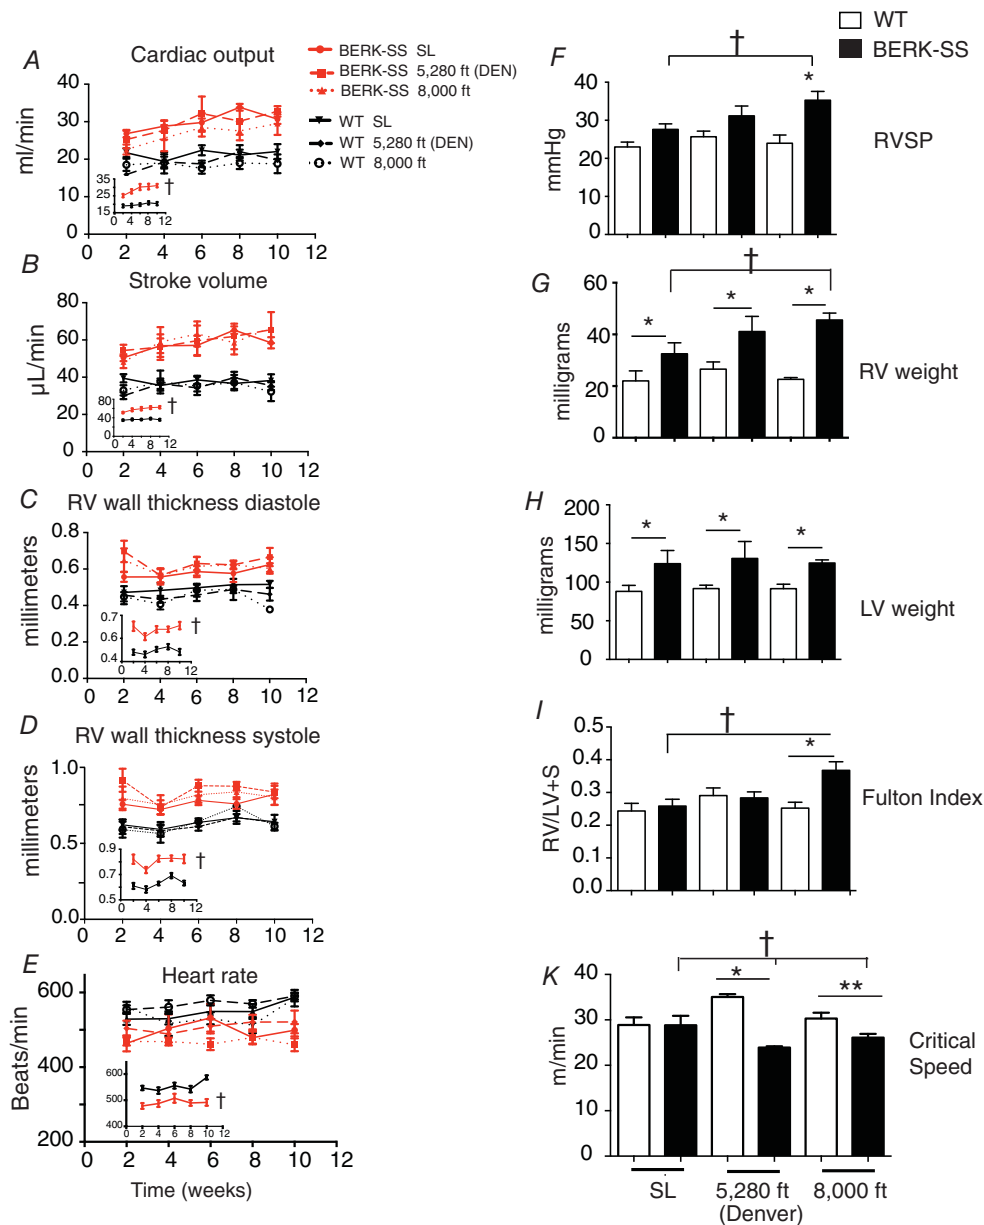 WT
BERK-SS
A
Cardiac output
BERK-SS SL
BERK-SS 5,280 ft (DEN)
BERK-SS 8,000 ft
WT SL
WT 5,280 ft (DEN)
WT 8,000 ft
ml/min
40
30
20
10
0
0 2 4 6 8 10 12
35
25
15
0 4 8 12
†
B
Stroke volume
µL/min
80
60
40
20
0
0 2 4 6 8 10 12
80
40
0
0 4 8 12
†
C
RV wall thickness diastole
millimeters
0.8
0.6
0.4
0.2
0.0
0 2 4 6 8 10 12
0.7
0.6
0.5
0.4
0 4 8 12
†
D
RV wall thickness systole
millimeters
1.0
0.5
0.0
0 2 4 6 8 10 12
0.9
0.7
0.5
0 4 8 12
†
E
Heart rate
Beats/min
600
400
200
0 2 4 6 8 10 12
600
500
400
0 2 4 6 8 10 12
†
Time (weeks)
F
†
*
mmHg
40
30
20
10
0
RVSP
G
†
* * *
milligrams
60
40
20
0
RV weight
H
* * *
milligrams
200
150
100
50
0
LV weight
I
†
*
RV/LV+S
0.5
0.4
0.3
0.2
0.1
0.0
Fulton Index
K
†
* **
m/min
40
30
20
10
0
Critical
Speed
SL
5,280 ft
(Denver)
8,000 ft